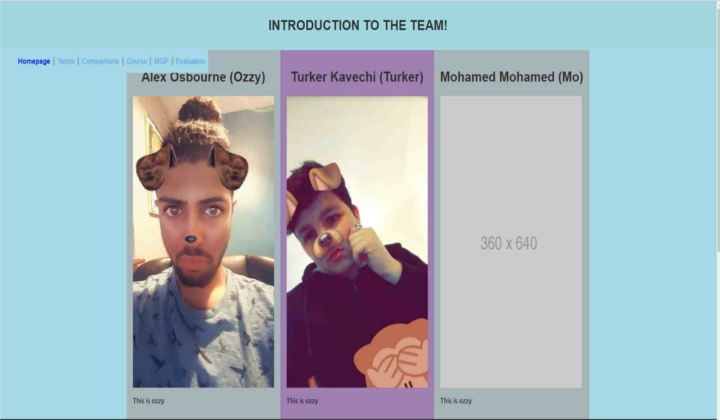 INTRODUCTION TO THE TEAM!
Homepage | Terms | Comparisons | Course | MGP | Evaluation
Alex Osbourne (Ozzy)
Turker Kavechi (Turker)
Mohamed Mohamed (Mo)
360 x 640
This is ozzy
This is ozzy
This is ozzy